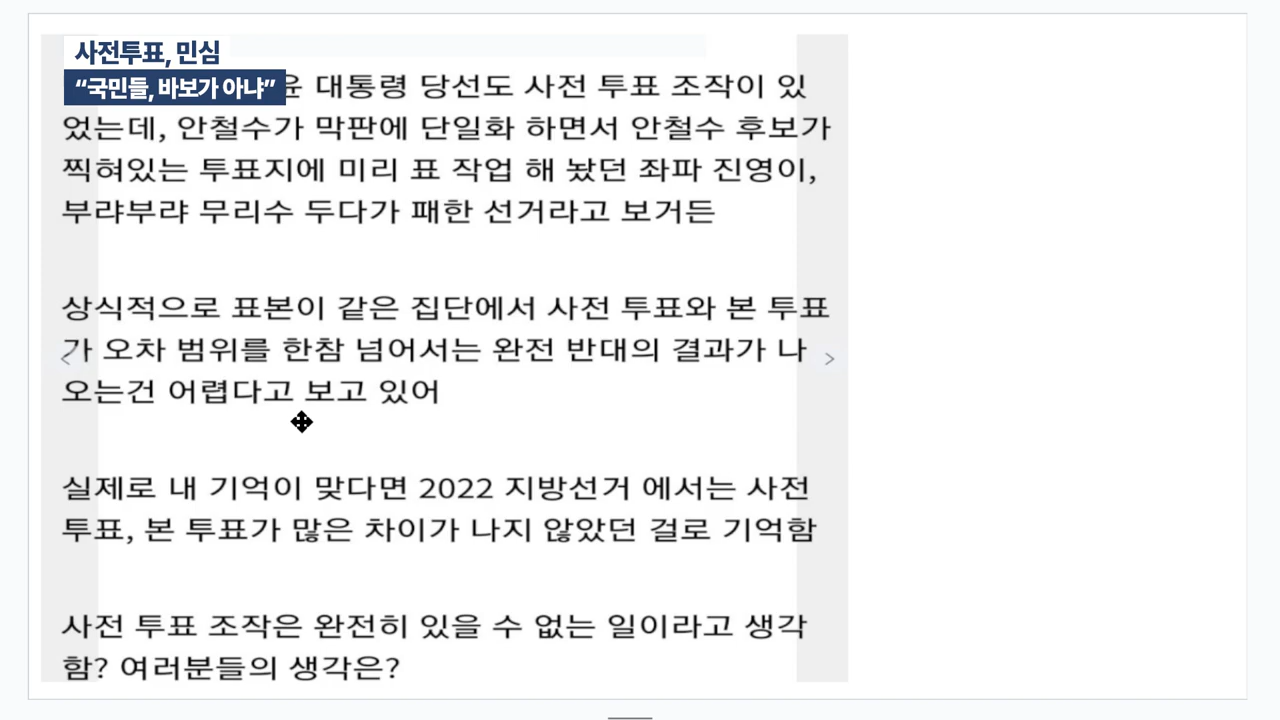 사전투표, 민심
“국민들, 바보가 아냐”
윤 대통령 당선도 사전 투표 조작이 있
었는데, 안철수가 막판에 단일화 하면서 안철수 후보가
찍혀있는 투표지에 미리 표 작업 해 놨던 좌파 진영이,
부랴부랴 무리수 두다가 패한 선거라고 보거든
상식적으로 표본이 같은 집단에서 사전 투표와 본 투표
가 오차 범위를 한참 넘어서는 완전 반대의 결과가 나
오는건 어렵다고 보고 있어
실제로 내 기억이 맞다면 2022 지방선거 에서는 사전
투표, 본 투표가 많은 차이가 나지 않았던 걸로 기억함
사전 투표 조작은 완전히 있을 수 없는 일이라고 생각
함? 여러분들의 생각은?